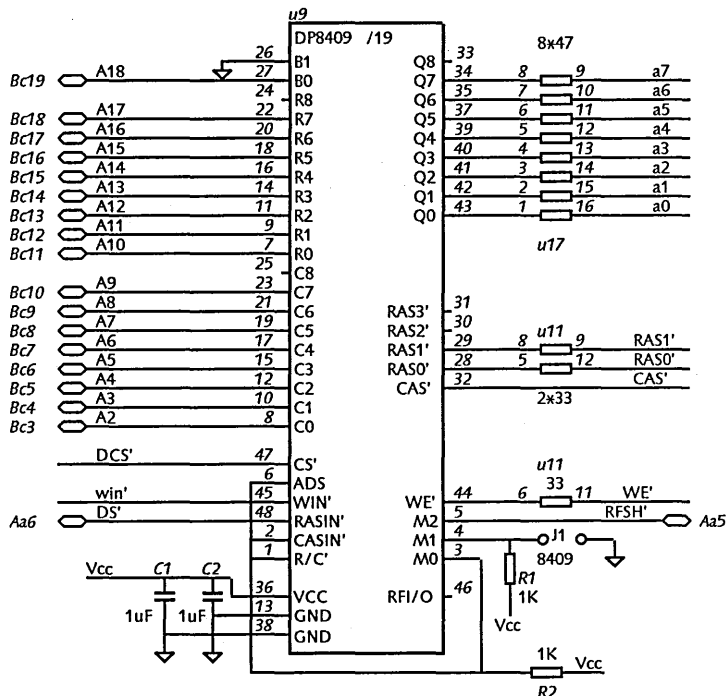 u9
DP8409 /19
26 B1 Q8 33 8*47
Bc19 A18 27 B0 Q7 34 8 9 a7
24 R8 Q6 35 7 10 a6
Bc18 A17 22 R7 Q5 37 6 11 a5
Bc17 A16 20 R6 Q4 39 5 12 a4
Bc16 A15 18 R5 Q3 40 4 13 a3
Bc15 A14 16 R4 Q2 41 3 14 a2
Bc14 A13 14 R3 Q1 42 2 15 a1
Bc13 A12 11 R2 Q0 43 1 16 a0
Bc12 A11 9 R1
Bc11 A10 7 R0 u17
25 C8
Bc10 A9 23 C7
Bc9 A8 21 C6 RAS3' 31
Bc8 A7 19 C5 RAS2' 30 u11
Bc7 A6 17 C4 RAS1' 29 8 9 RAS1'
Bc6 A5 15 C3 RAS0' 28 5 12 RAS0'
Bc5 A4 12 C2 CAS' 32 CAS'
Bc4 A3 10 C1 2*33
Bc3 A2 8 C0
DCS' 47 CS' u11
6 ADS 33
win' 45 WIN' WE' 44 6 11 WE'
Aa6 DS' 48 RASIN' M2 5 RFSH' Aa5
2 CASIN' M1 4 J1
1 R/C' M0 3 8409
Vcc C1 C2 R1
36 VCC RFI/O 46 1K
1uF 1uF 13 GND Vcc
38 GND
1K Vcc
R2